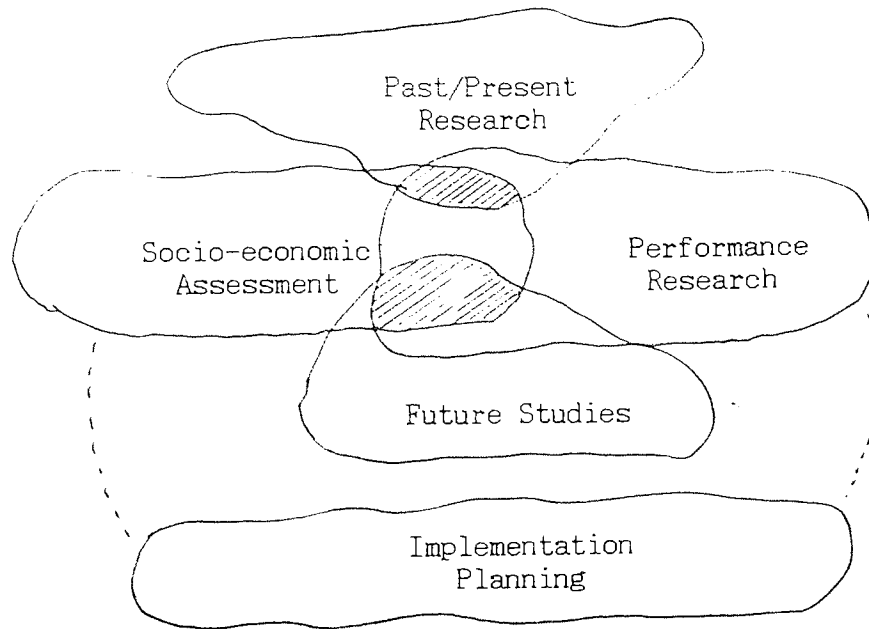 Past/Present
Research
Socio-economic
Assessment
Performance
Research
Future Studies
Implementation
Planning